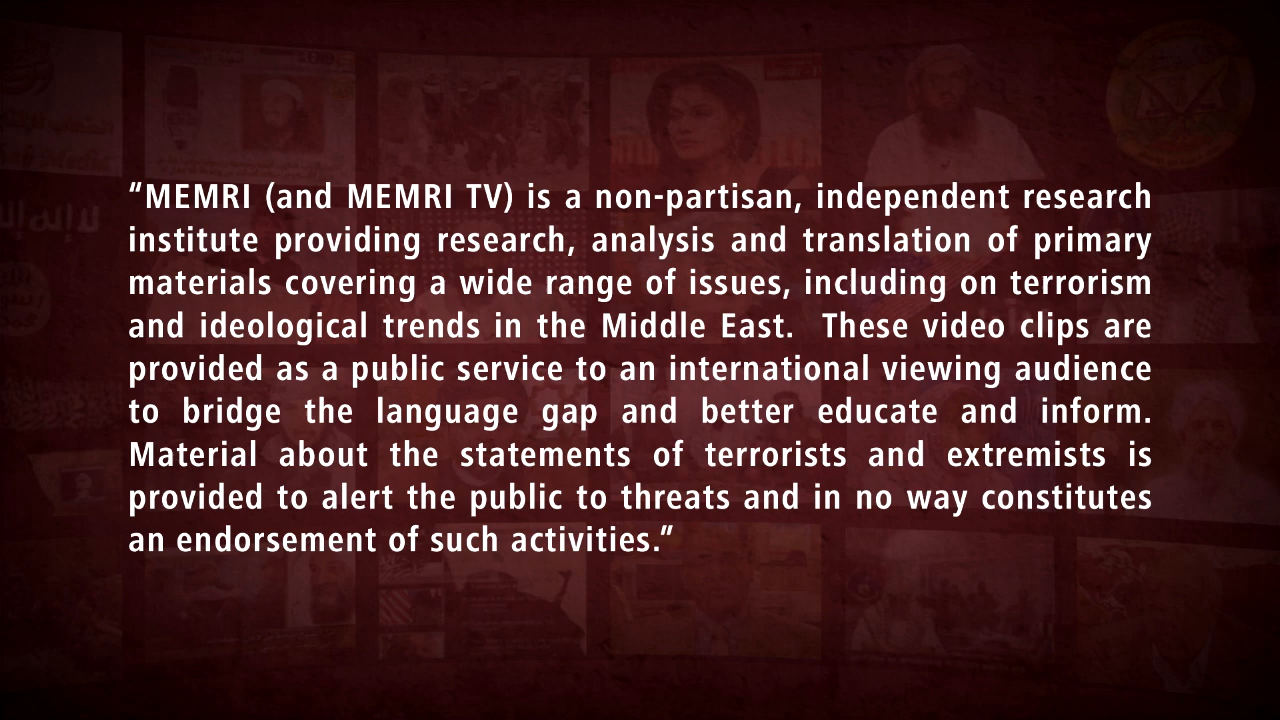 “MEMRI (and MEMRI TV) is a non-partisan, independent research
institute providing research, analysis and translation of primary
materials covering a wide range of issues, including on terrorism
and ideological trends in the Middle East.  These video clips are
provided as a public service to an international viewing audience
to bridge the language gap and better educate and inform.
Material about the statements of terrorists and extremists is
provided to alert the public to threats and in no way constitutes
an endorsement of such activities.”